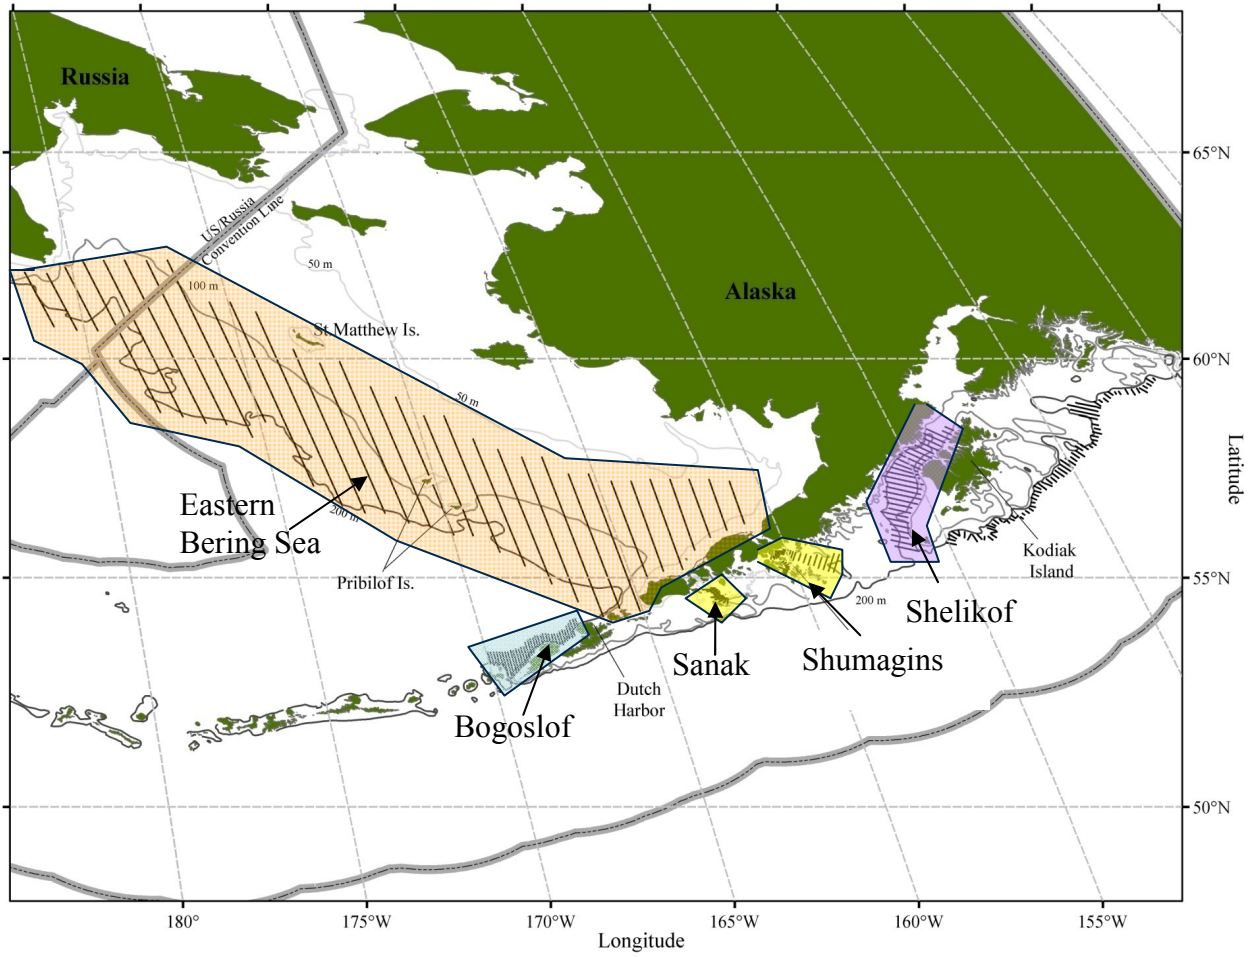 Russia
65°N
US/Russia
Convention Line
50 m
100 m
Alaska
St.Matthew Is.
60°N
50 m
Latitude
Eastern
Bering Sea
200 m
Pribilof Is.
Kodiak
Island
55°N
200 m
Shelikof
Shumagins
Sanak
Dutch
Harbor
Bogoslof
50°N
180°
175°W
170°W
165°W
160°W
155°W
Longitude